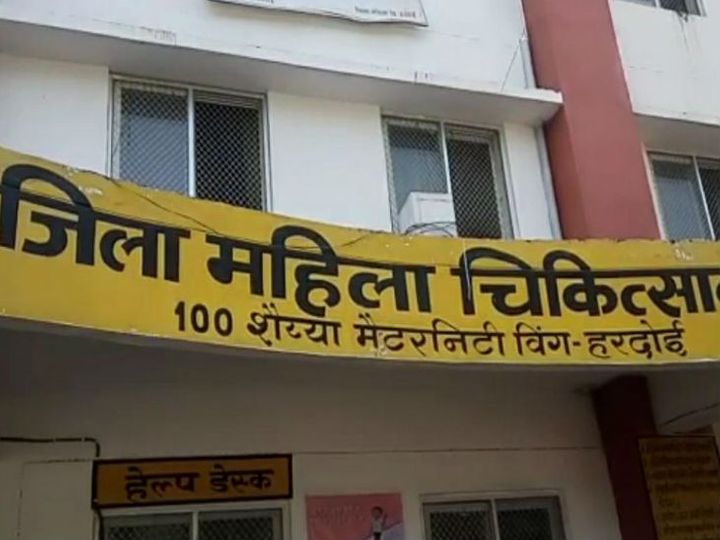 जिला महिला चिकित्सा
100 शैय्या मैटरनिटी विंग-हरदोई
हेल्प डेस्क